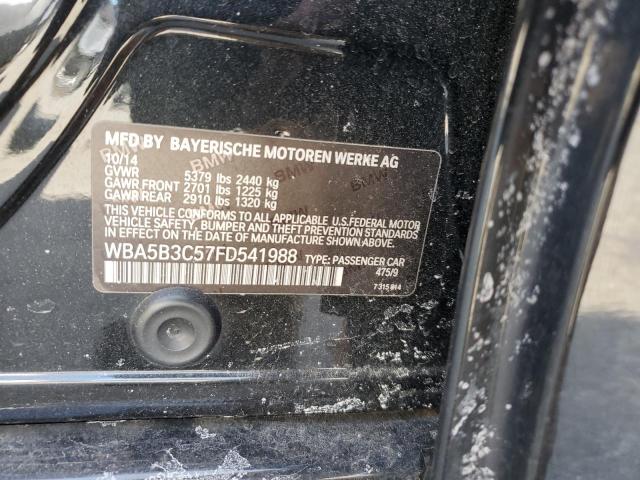 MFD BY BAYERISCHE MOTOREN WERKE AG
10/14
GVWR 5379 lbs 2440 kg
GAWR FRONT 2701 lbs 1225 kg
GAWR REAR 2910 lbs 1320 kg
THIS VEHICLE CONFORMS TO ALL APPLICABLE U.S.FEDERAL MOTOR
VEHICLE SAFETY, BUMPER AND THEFT PREVENTION STANDARDS
IN EFFECT ON THE DATE OF MANUFACTURE SHOWN ABOVE.
WBA5B3C57FD541988 TYPE: PASSENGER CAR
475/9